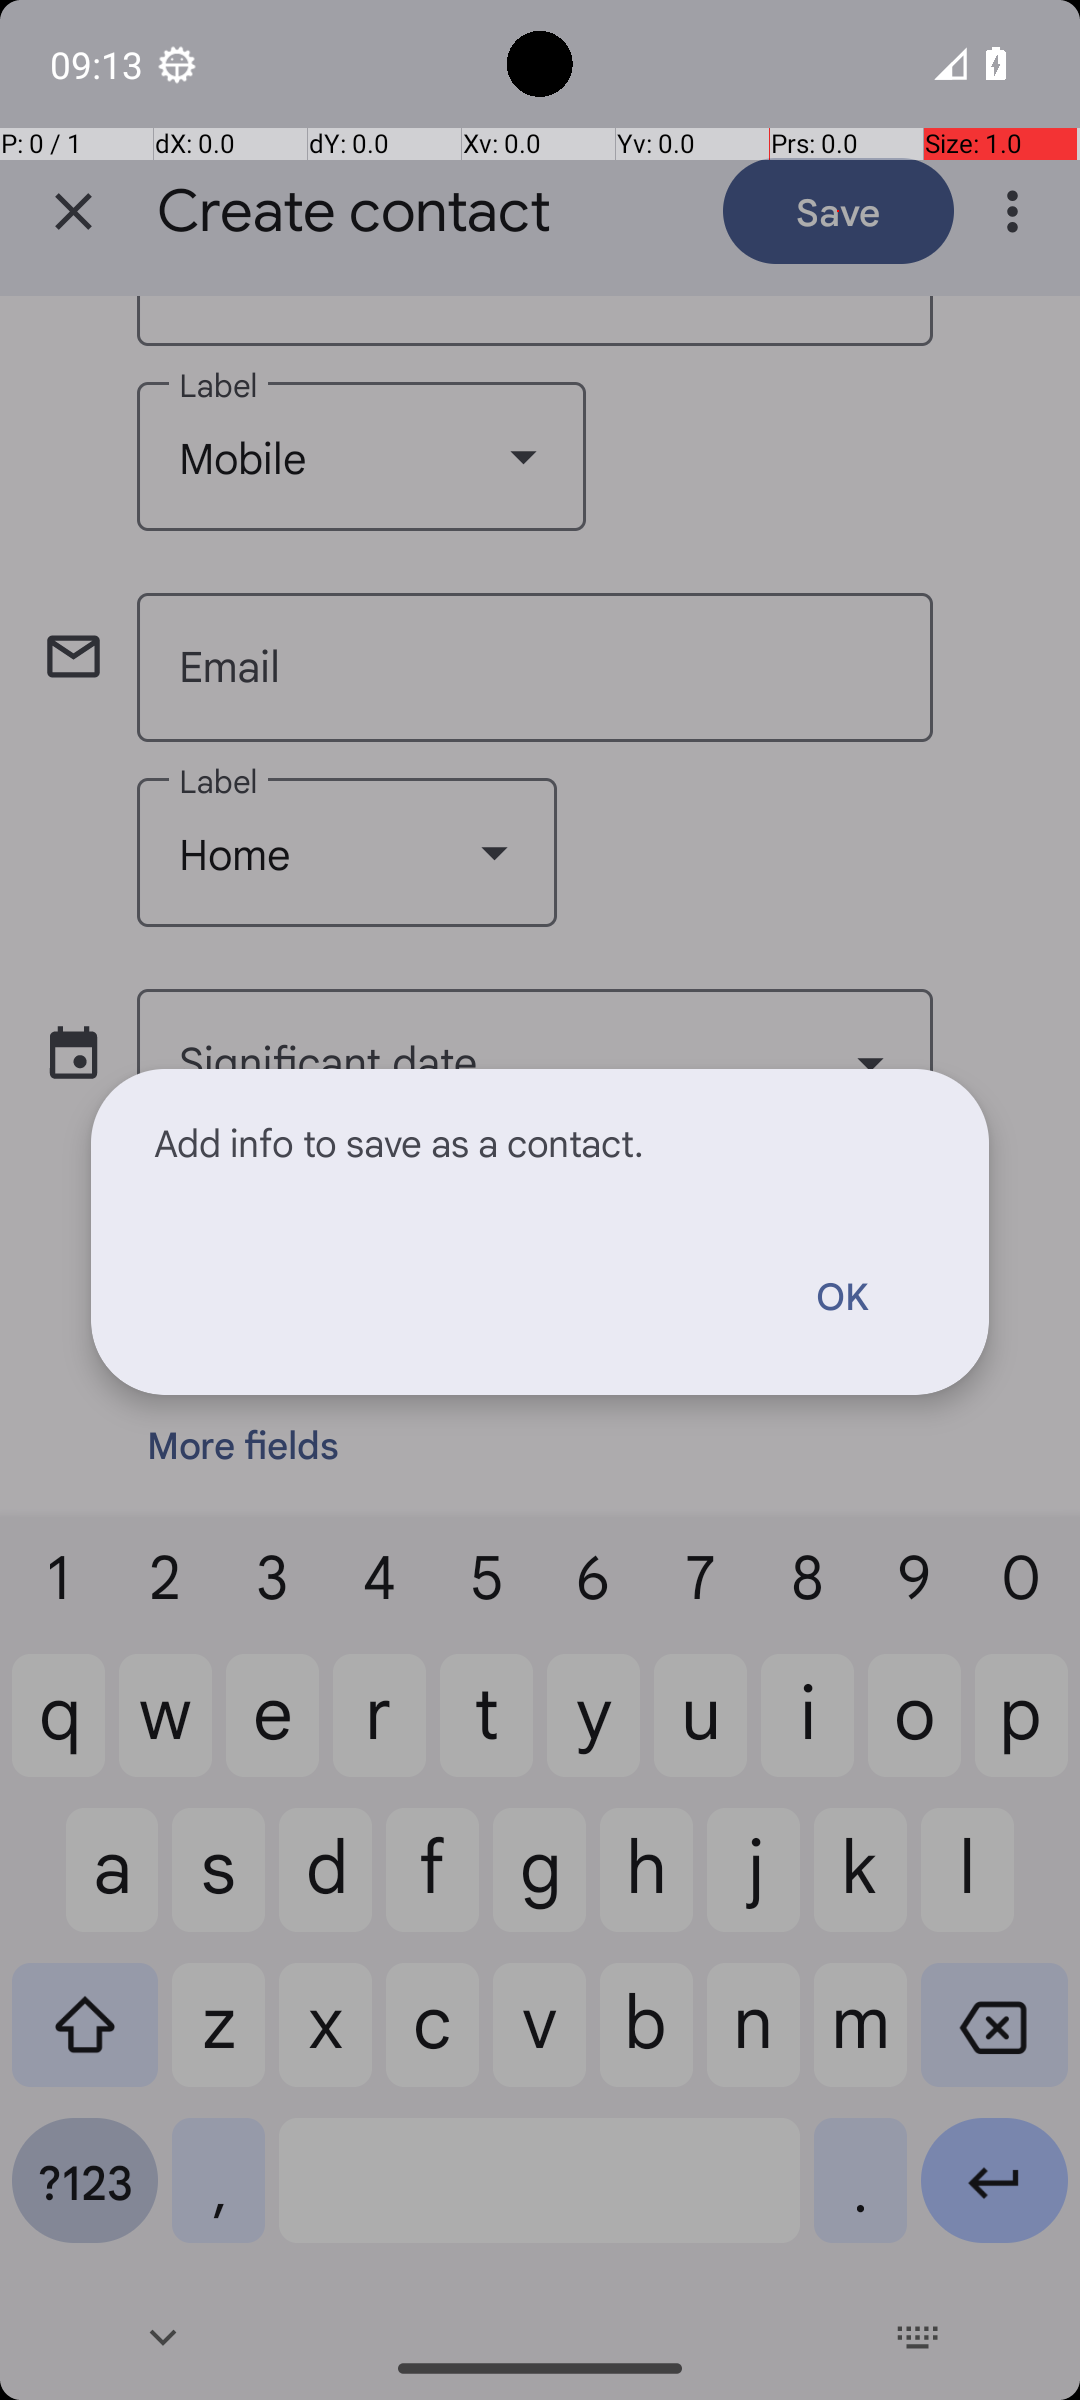 09:13
P: 0 / 1 dX: 0.0 dY: 0.0 Xv: 0.0 Yv: 0.0 Prs: 0.0 Size: 1.0
Create contact Save
Label
Mobile
Email
Label
Home
Significant date
Add info to save as a contact.
OK
More fields
1 2 3 4 5 6 7 8 9 0
q w e r t y u i o p
a s d f g h j k l
z x c v b n m
?123 , .